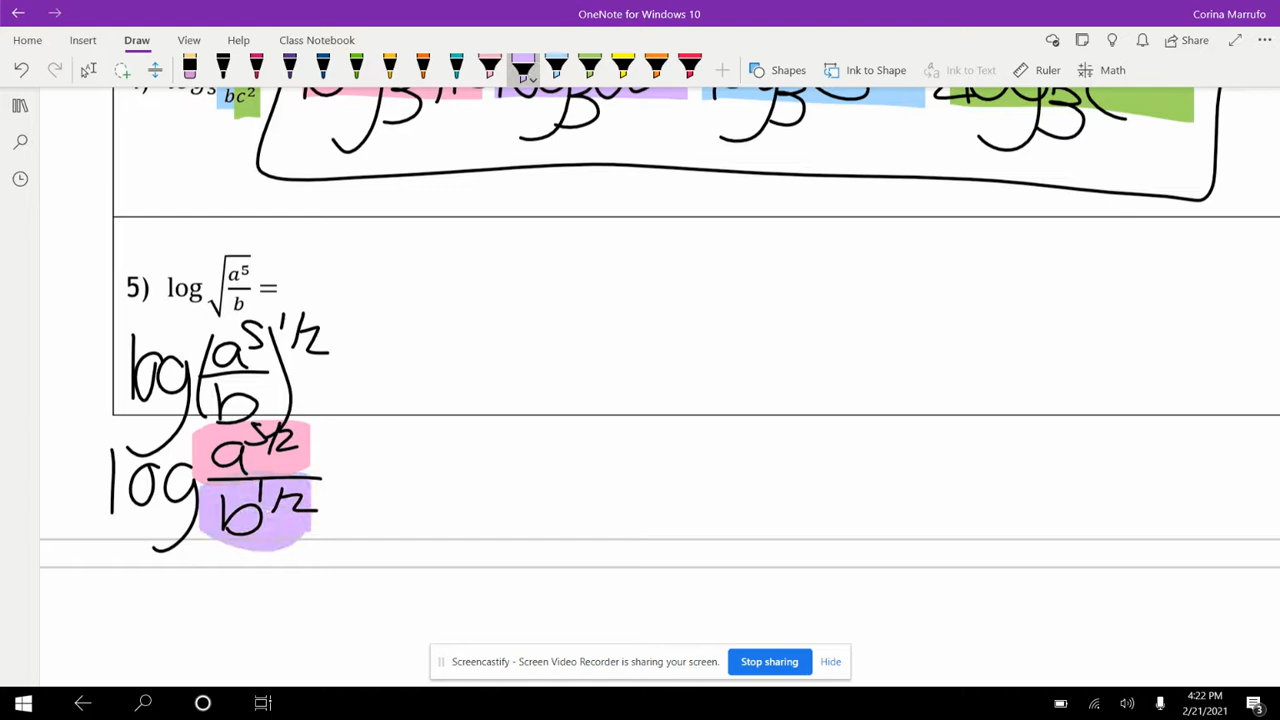 OneNote for Windows 10
Corina Marrufo
Home Insert Draw View Help Class Notebook
Share
Shapes Ink to Shape Ink to Text Ruler Math
bc²
5) log √(a⁵/b) =
log (a⁵/b)^1/2
log a^5/2 / b^1/2
Screencastify - Screen Video Recorder is sharing your screen.
Stop sharing
Hide
4:22 PM
2/21/2021
3